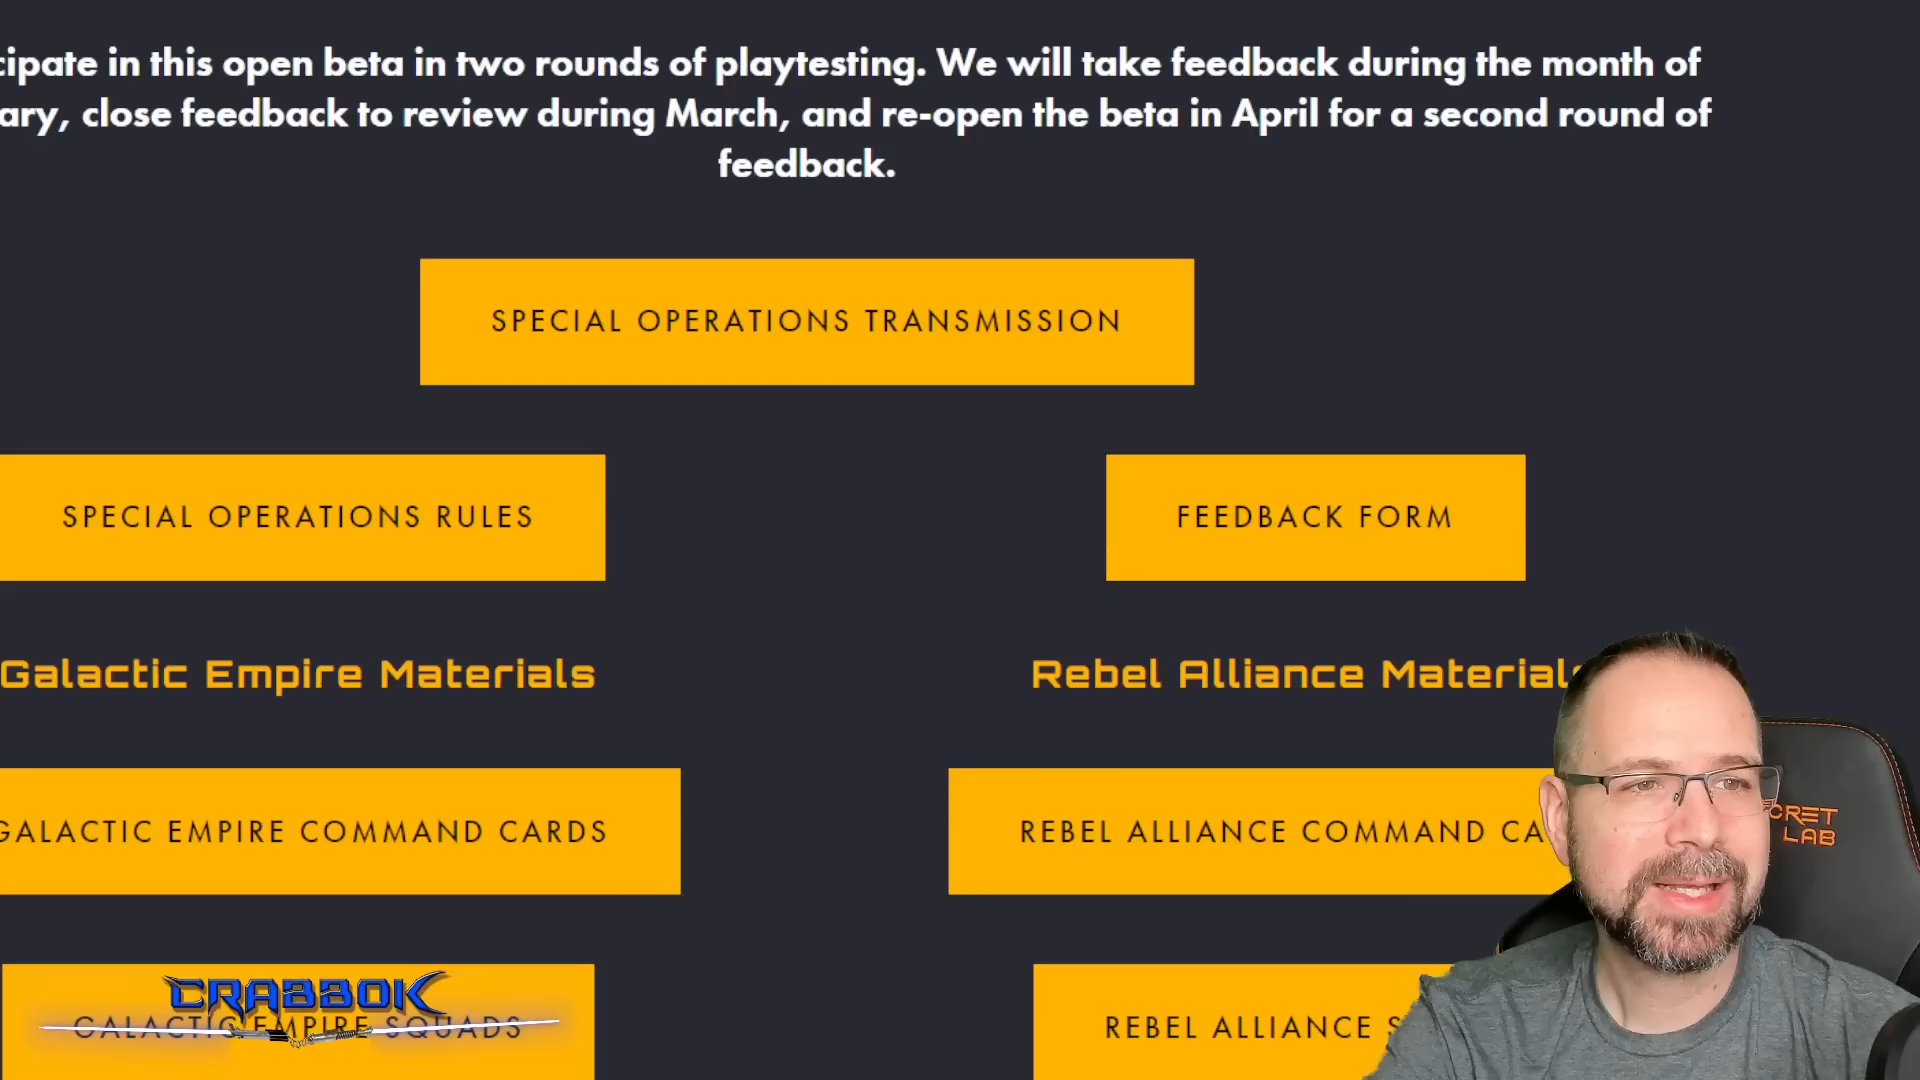 cipate in this open beta in two rounds of playtesting. We will take feedback during the month of
ary, close feedback to review during March, and re-open the beta in April for a second round of
feedback.
SPECIAL OPERATIONS TRANSMISSION
SPECIAL OPERATIONS RULES
FEEDBACK FORM
Galactic Empire Materials
Rebel Alliance Materials
GALACTIC EMPIRE COMMAND CARDS
REBEL ALLIANCE COMMAND CA
CRET
LAB
CRABBOK
GALACTIC EMPIRE SQUADS
REBEL ALLIANCE S